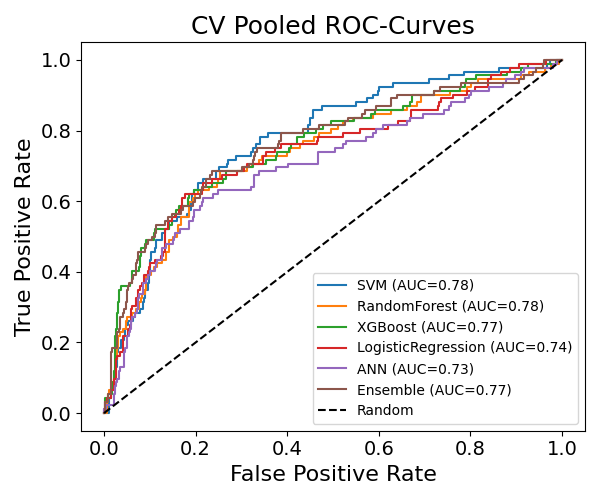 CV Pooled ROC-Curves
True Positive Rate
1.0
0.8
0.6
0.4
0.2
0.0
SVM (AUC=0.78)
RandomForest (AUC=0.78)
XGBoost (AUC=0.77)
LogisticRegression (AUC=0.74)
ANN (AUC=0.73)
Ensemble (AUC=0.77)
Random
0.0 0.2 0.4 0.6 0.8 1.0
False Positive Rate